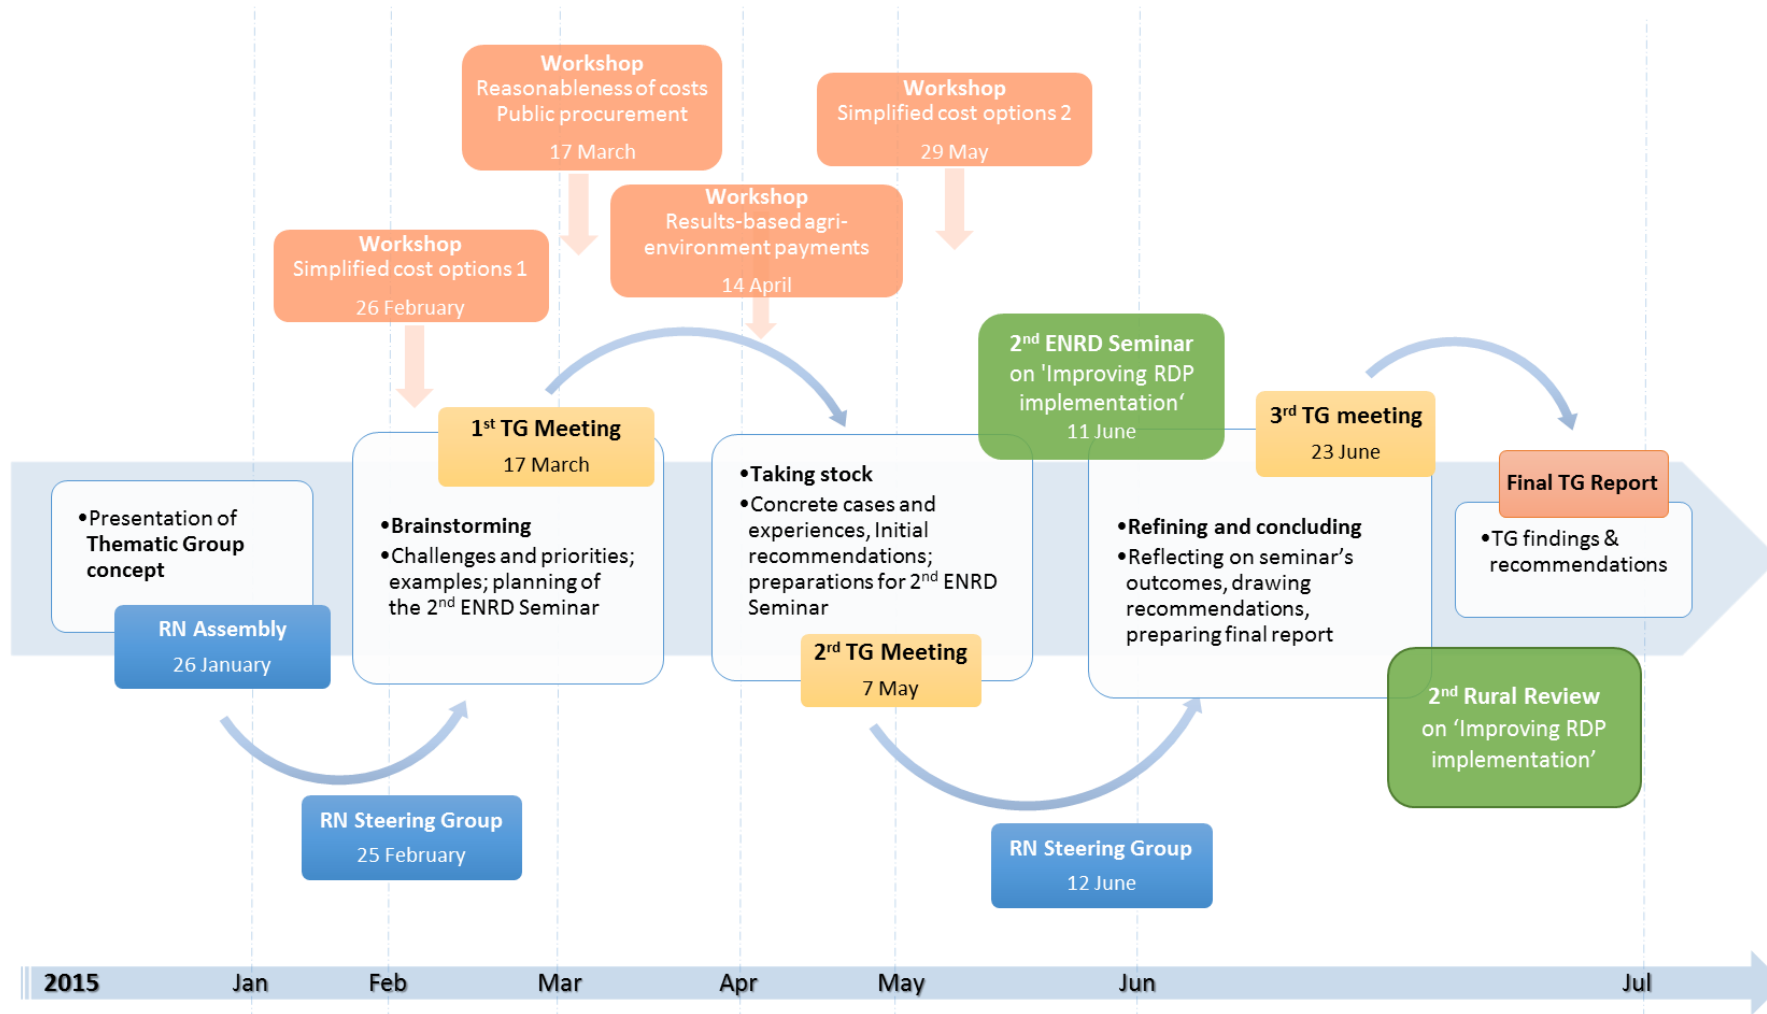 Workshop
Reasonableness of costs
Public procurement
17 March
Workshop
Simplified cost options 2
29 May
Workshop
Results-based agri-
environment payments
14 April
Workshop
Simplified cost options 1
26 February
2nd ENRD Seminar
on 'Improving RDP
implementation‘
11 June
1st TG Meeting
17 March
3rd TG meeting
23 June
Final TG Report
•Presentation of
Thematic Group
concept
RN Assembly
26 January
•Brainstorming
•Challenges and priorities;
examples; planning of
the 2nd ENRD Seminar
•Taking stock
•Concrete cases and
experiences, Initial
recommendations;
preparations for 2nd ENRD
Seminar
2rd TG Meeting
7 May
•Refining and concluding
•Reflecting on seminar’s
outcomes, drawing
recommendations,
preparing final report
•TG findings &
recommendations
2nd Rural Review
on ‘Improving RDP
implementation’
RN Steering Group
25 February
RN Steering Group
12 June
2015 Jan Feb Mar Apr May Jun Jul